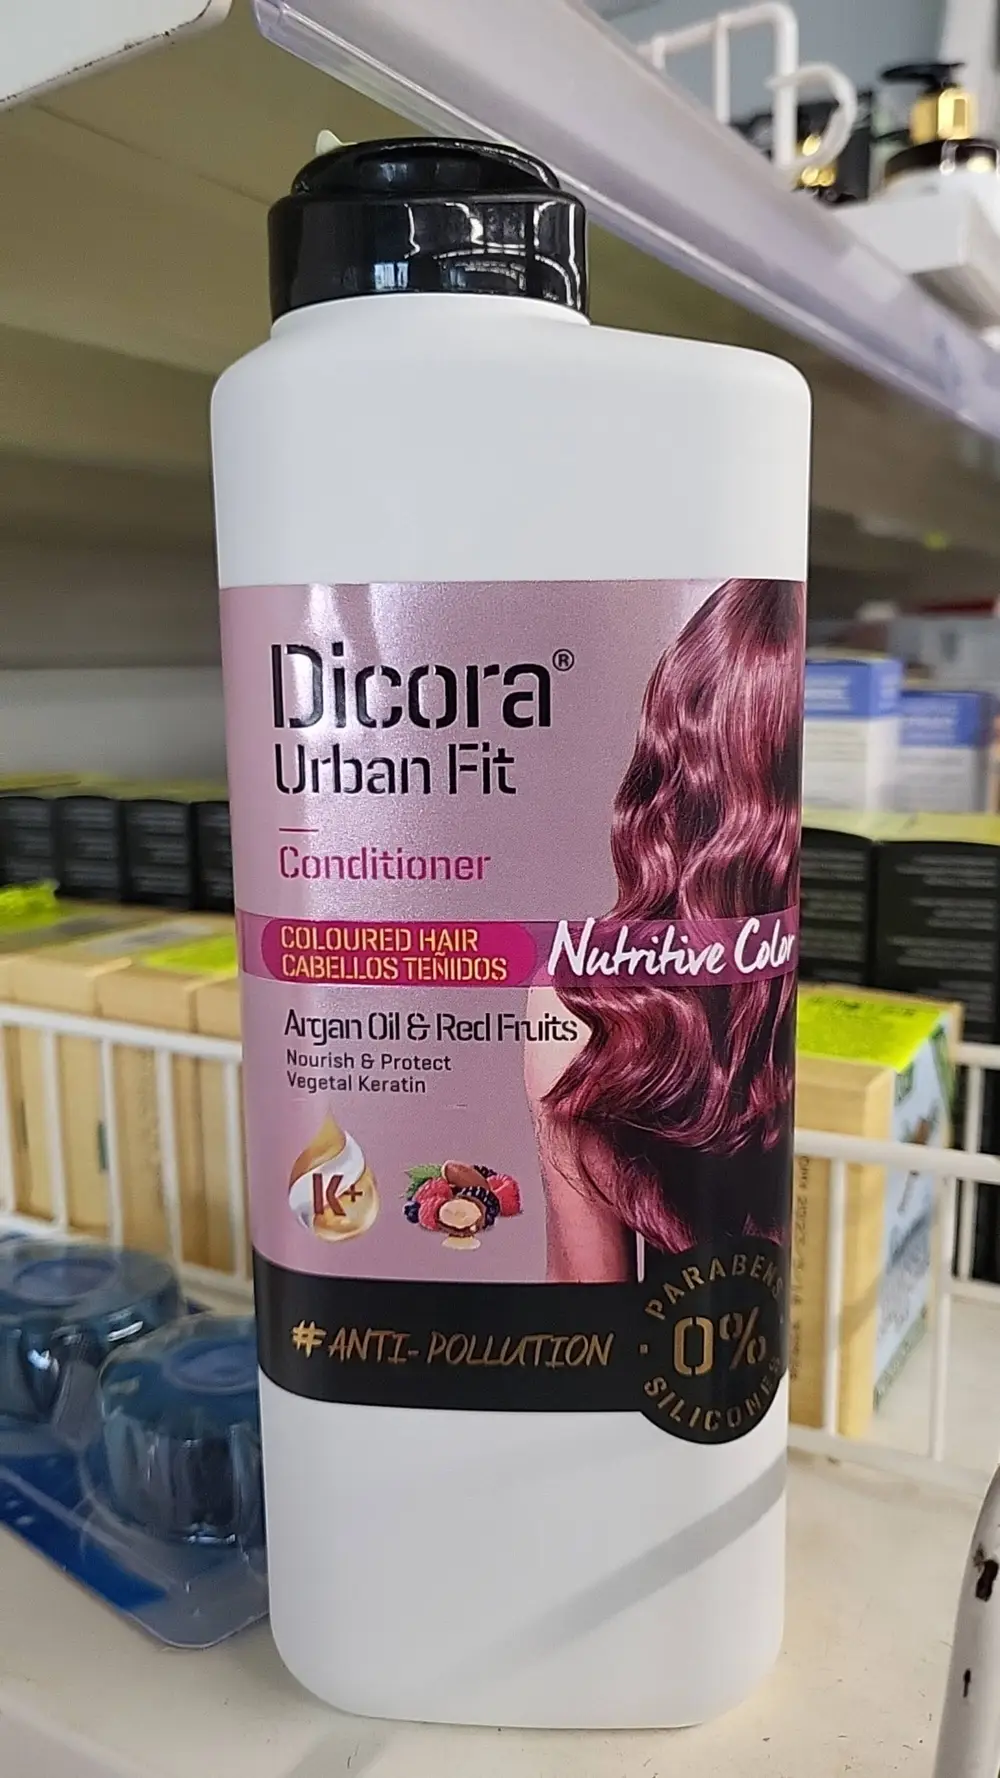 Dicora®
Urban Fit
Conditioner
COLOURED HAIR
CABELLOS TEÑIDOS
Nutritive Color
Argan Oil & Red Fruits
Nourish & Protect
Vegetal Keratin
K+
#ANTI-POLLUTION
PARABENS
0%
SILICONES